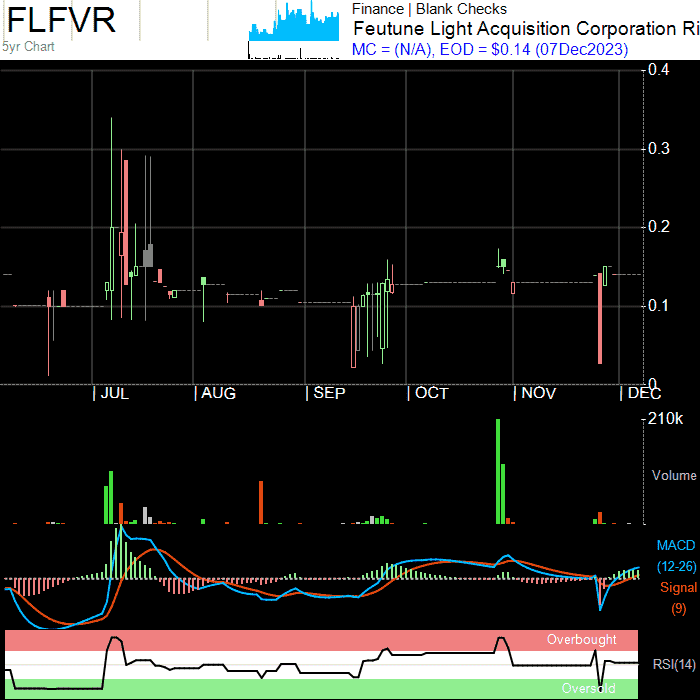 FLFVR
5yr Chart
Finance | Blank Checks
Feutune Light Acquisition Corporation Ri
MC = (N/A), EOD = $0.14 (07Dec2023)
0.4
0.3
0.2
0.1
0
JUL AUG SEP OCT NOV DEC
210k
Volume
MACD
(12-26)
Signal
(9)
Overbought
RSI(14)
Oversold